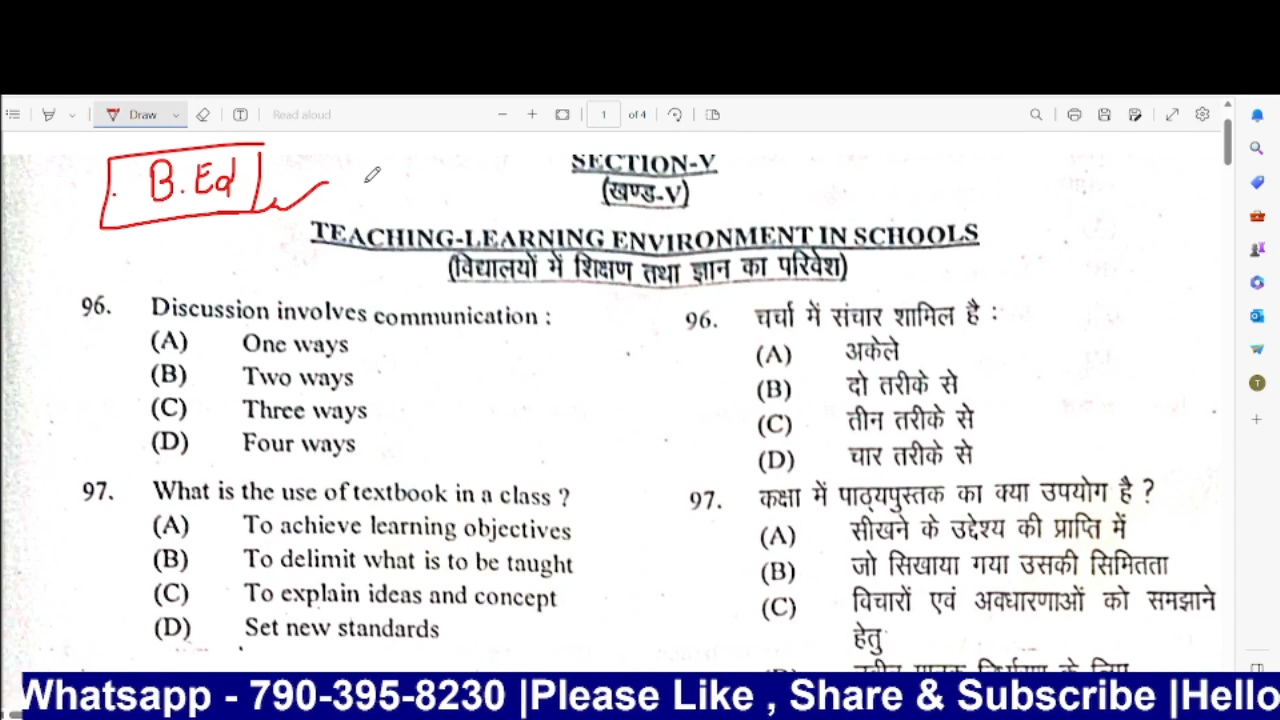 Draw
Read aloud
1
of 4
B.Ed
SECTION-V
(खण्ड-V)
TEACHING-LEARNING ENVIRONMENT IN SCHOOLS
(विद्यालयों में शिक्षण तथा ज्ञान का परिवेश)
96. Discussion involves communication :
(A) One ways
(B) Two ways
(C) Three ways
(D) Four ways
97. What is the use of textbook in a class ?
(A) To achieve learning objectives
(B) To delimit what is to be taught
(C) To explain ideas and concept
(D) Set new standards
96. चर्चा में संचार शामिल है :
(A) अकेले
(B) दो तरीके से
(C) तीन तरीके से
(D) चार तरीके से
97. कक्षा में पाठ्यपुस्तक का क्या उपयोग है ?
(A) सीखने के उद्देश्य की प्राप्ति में
(B) जो सिखाया गया उसकी सिमितता
(C) विचारों एवं अवधारणाओं को समझाने
हेतु
T
Whatsapp - 790-395-8230 |Please Like , Share & Subscribe |Hello